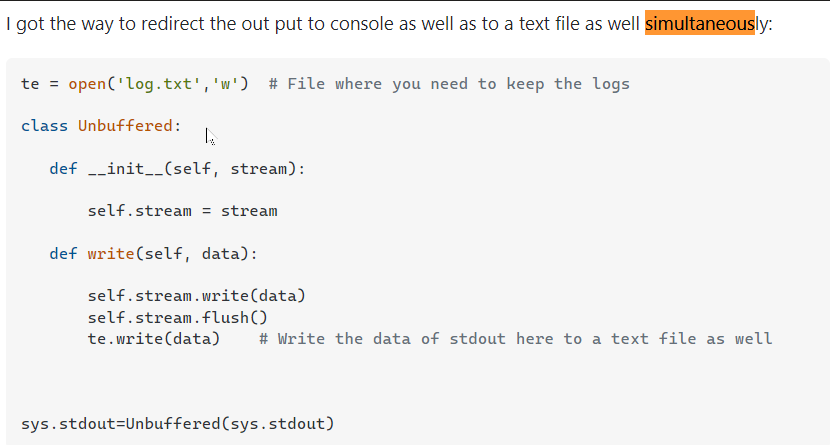 I got the way to redirect the out put to console as well as to a text file as well simultaneously:
te = open('log.txt','w')  # File where you need to keep the logs
class Unbuffered:
   def __init__(self, stream):
       self.stream = stream
   def write(self, data):
       self.stream.write(data)
       self.stream.flush()
       te.write(data)    # Write the data of stdout here to a text file as well
sys.stdout=Unbuffered(sys.stdout)